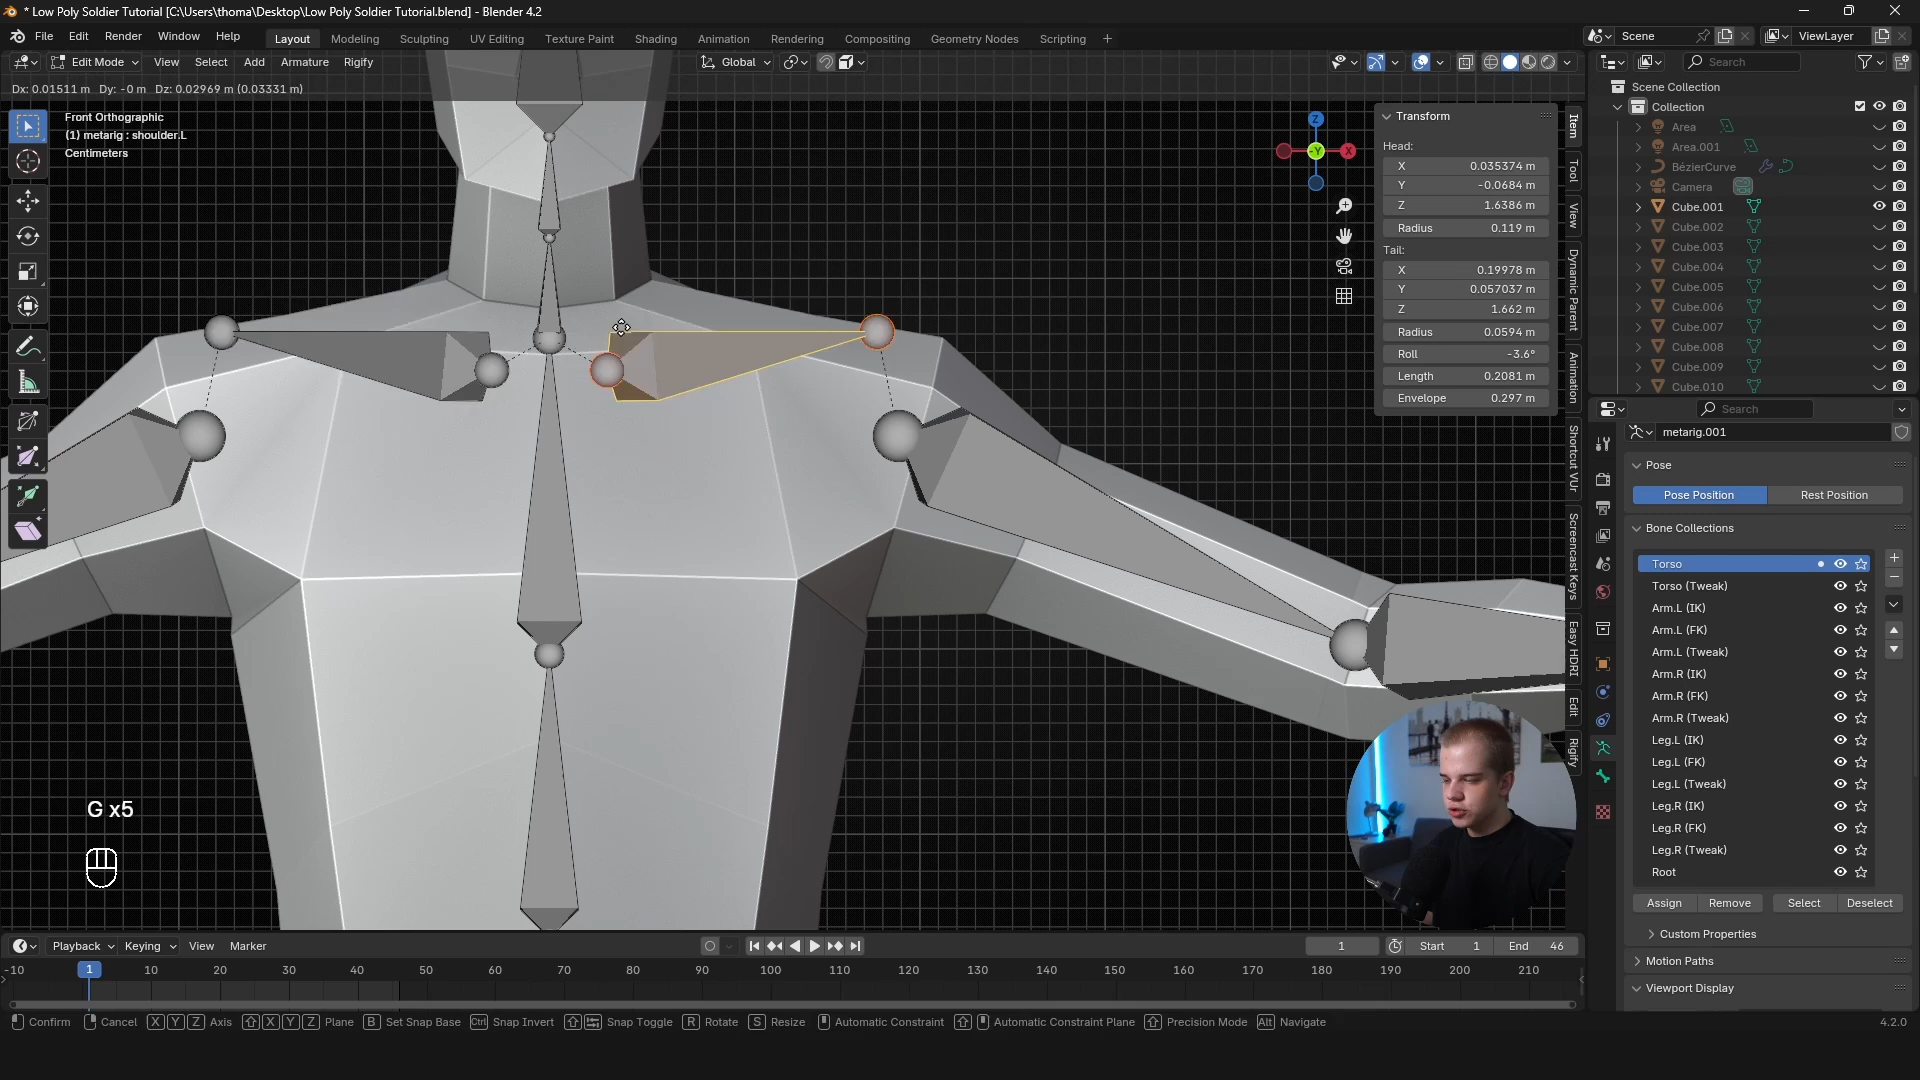 * Low Poly Soldier Tutorial [C:\Users\thoma\Desktop\Low Poly Soldier Tutorial.blend] - Blender 4.2
File Edit Render Window Help
Layout Modeling Sculpting UV Editing Texture Paint Shading Animation Rendering Compositing Geometry Nodes Scripting +
Scene ViewLayer
Edit Mode View Select Add Armature Rigify
Global
Search
Dx: 0.01511 m Dy: -0 m Dz: 0.02969 m (0.03331 m)
Front Orthographic
(1) metarig : shoulder.L
Centimeters
Z
-Y
X
Transform
Head:
X 0.035374 m
Y -0.0684 m
Z 1.6386 m
Radius 0.119 m
Tail:
X 0.19978 m
Y 0.057037 m
Z 1.662 m
Radius 0.0594 m
Roll -3.6°
Length 0.2081 m
Envelope 0.297 m
Item
Tool
View
Dynamic Parent
Animation
Shortcut VUr
Screencast Keys
Easy HDRI
Edit
Rigify
Scene Collection
Collection
Area
Area.001
BézierCurve
Camera
Cube.001
Cube.002
Cube.003
Cube.004
Cube.005
Cube.006
Cube.007
Cube.008
Cube.009
Cube.010
Search
metarig.001
Pose
Pose Position Rest Position
Bone Collections
Torso
Torso (Tweak)
Arm.L (IK)
Arm.L (FK)
Arm.L (Tweak)
Arm.R (IK)
Arm.R (FK)
Arm.R (Tweak)
Leg.L (IK)
Leg.L (FK)
Leg.L (Tweak)
Leg.R (IK)
Leg.R (FK)
Leg.R (Tweak)
Root
Assign Remove Select Deselect
Custom Properties
Motion Paths
Viewport Display
G x5
Playback Keying View Marker
1 Start 1 End 46
-10 1 10 20 30 40 50 60 70 80 90 100 110 120 130 140 150 160 170 180 190 200 210
Confirm Cancel X Y Z Axis X Y Z Plane B Set Snap Base Ctrl Snap Invert Snap Toggle R Rotate S Resize Automatic Constraint Automatic Constraint Plane Precision Mode Alt Navigate
4.2.0